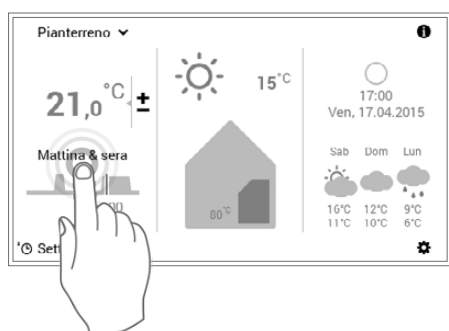 Pianterreno
21,0 °C ±
Mattina & sera
00
Sett
15°C
80°C
17:00
Ven, 17.04.2015
Sab Dom Lun
16°C 12°C 9°C
11°C 10°C 6°C